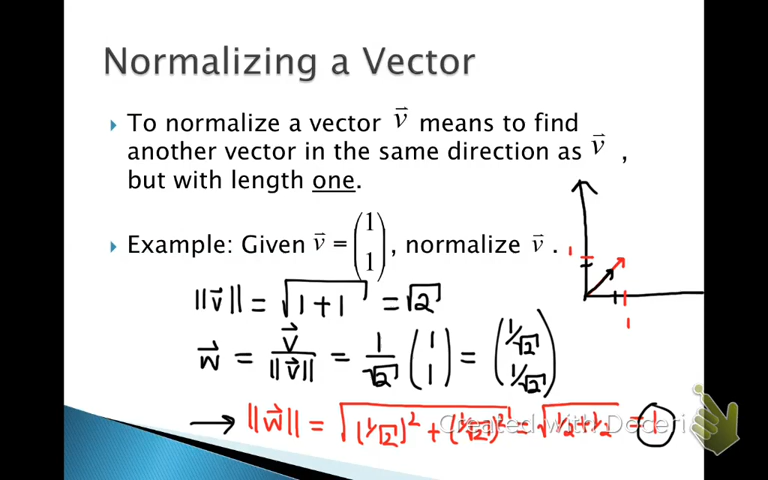 Normalizing a Vector
To normalize a vector v⃗ means to find
another vector in the same direction as v⃗ ,
but with length one.
Example: Given v⃗ = (1 1), normalize v⃗ .
1
1
||v⃗|| = √(1+1) = √2
w⃗ = v⃗/||v⃗|| = 1/√2 (1 1) = (1/√2 1/√2)
→ ||w⃗|| = √((1/√2)² + (1/√2)²) = √(1/2+1/2) = 1
Created with Doceri